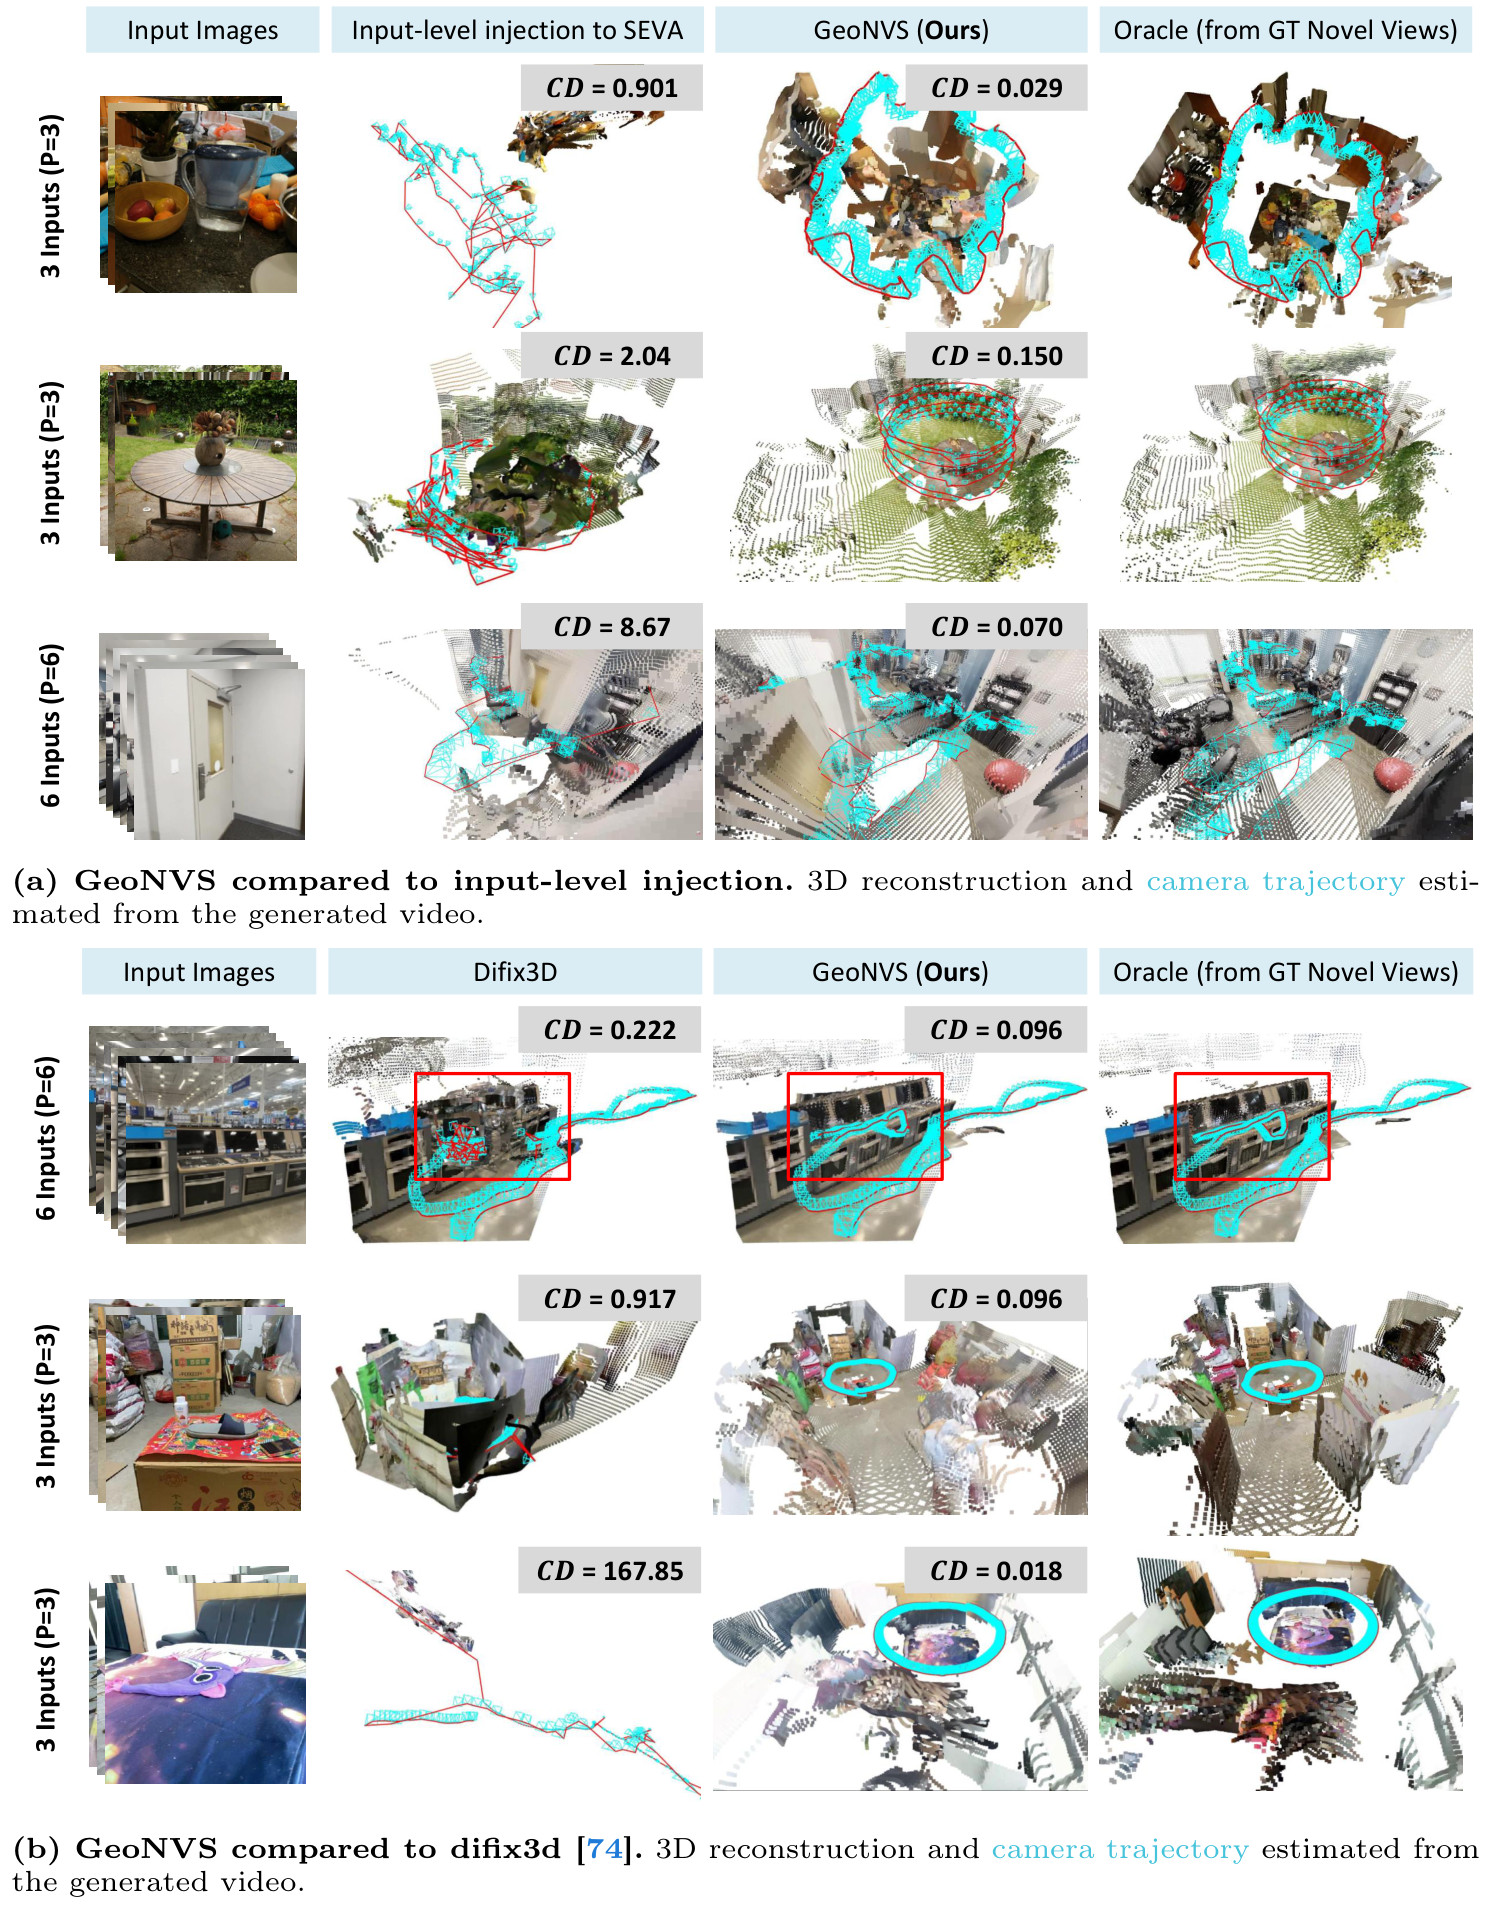 Input Images
Input-level injection to SEVA
GeoNVS (Ours)
Oracle (from GT Novel Views)
3 Inputs (P=3)
CD = 0.901
CD = 0.029
3 Inputs (P=3)
CD = 2.04
CD = 0.150
6 Inputs (P=6)
CD = 8.67
CD = 0.070
(a) GeoNVS compared to input-level injection. 3D reconstruction and camera trajectory esti-
mated from the generated video.
Input Images
Difix3D
GeoNVS (Ours)
Oracle (from GT Novel Views)
6 Inputs (P=6)
CD = 0.222
CD = 0.096
3 Inputs (P=3)
CD = 0.917
CD = 0.096
3 Inputs (P=3)
CD = 167.85
CD = 0.018
(b) GeoNVS compared to difix3d [74]. 3D reconstruction and camera trajectory estimated from
the generated video.